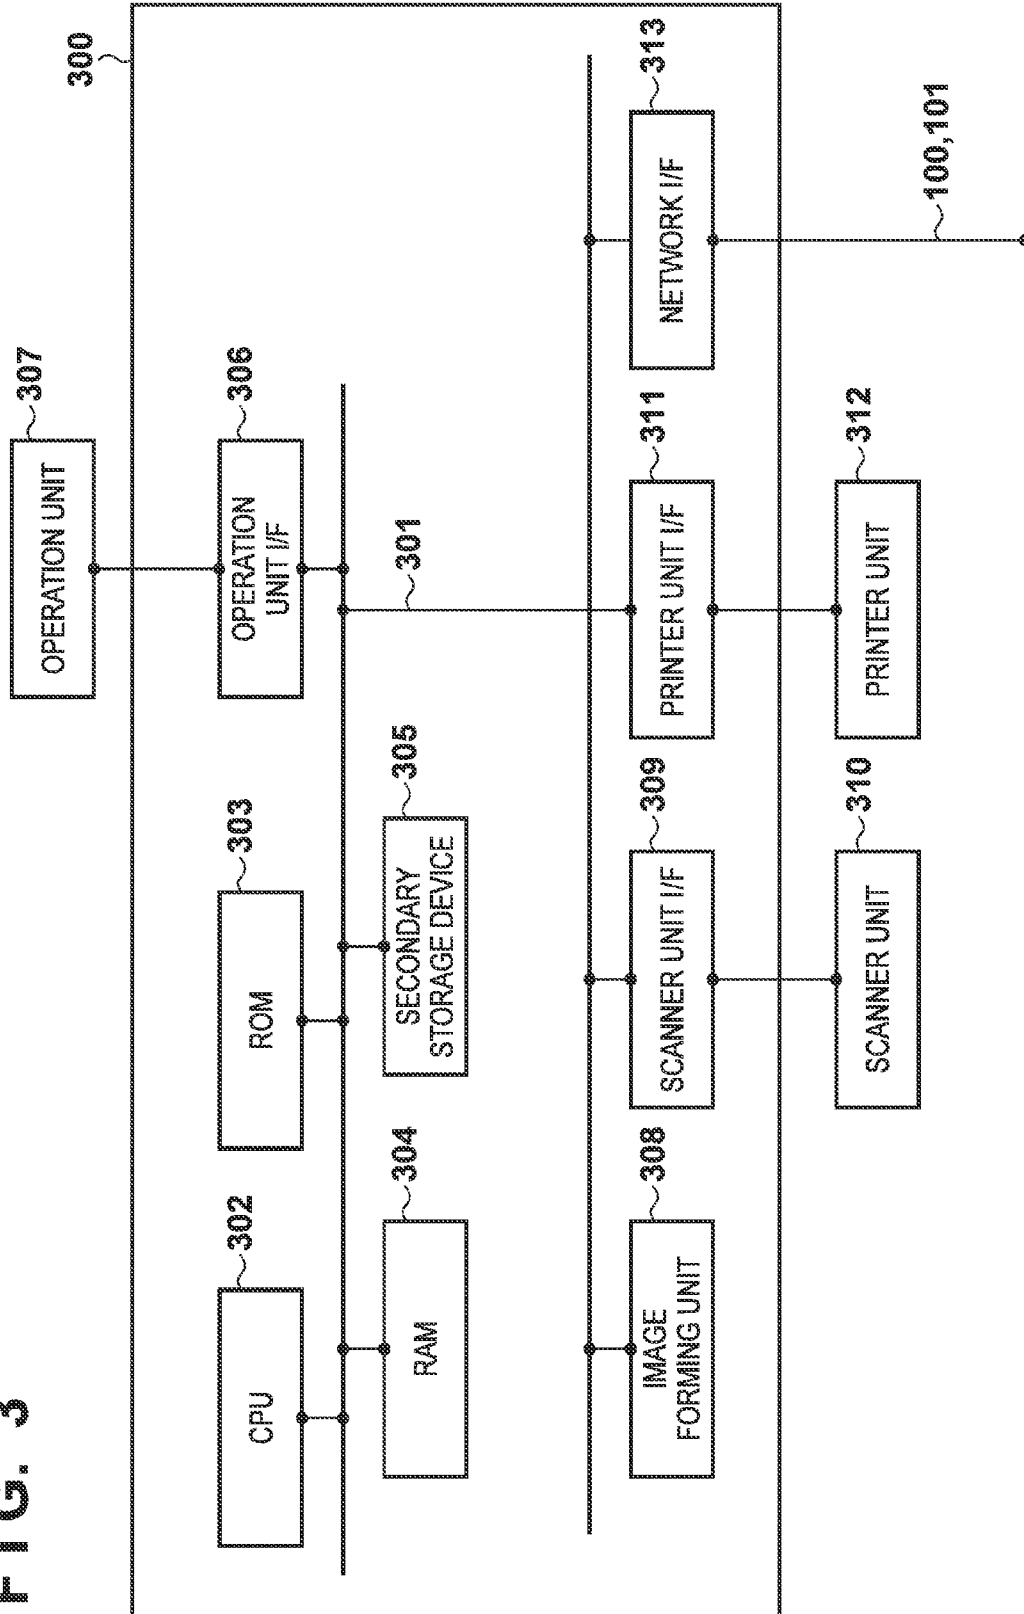 FIG. 3
300
OPERATION UNIT
307
CPU
302
ROM
303
OPERATION
UNIT I/F
306
RAM
304
SECONDARY
STORAGE DEVICE
305
301
IMAGE
FORMING UNIT
308
SCANNER UNIT I/F
309
PRINTER UNIT I/F
311
NETWORK I/F
313
SCANNER UNIT
310
PRINTER UNIT
312
100,101